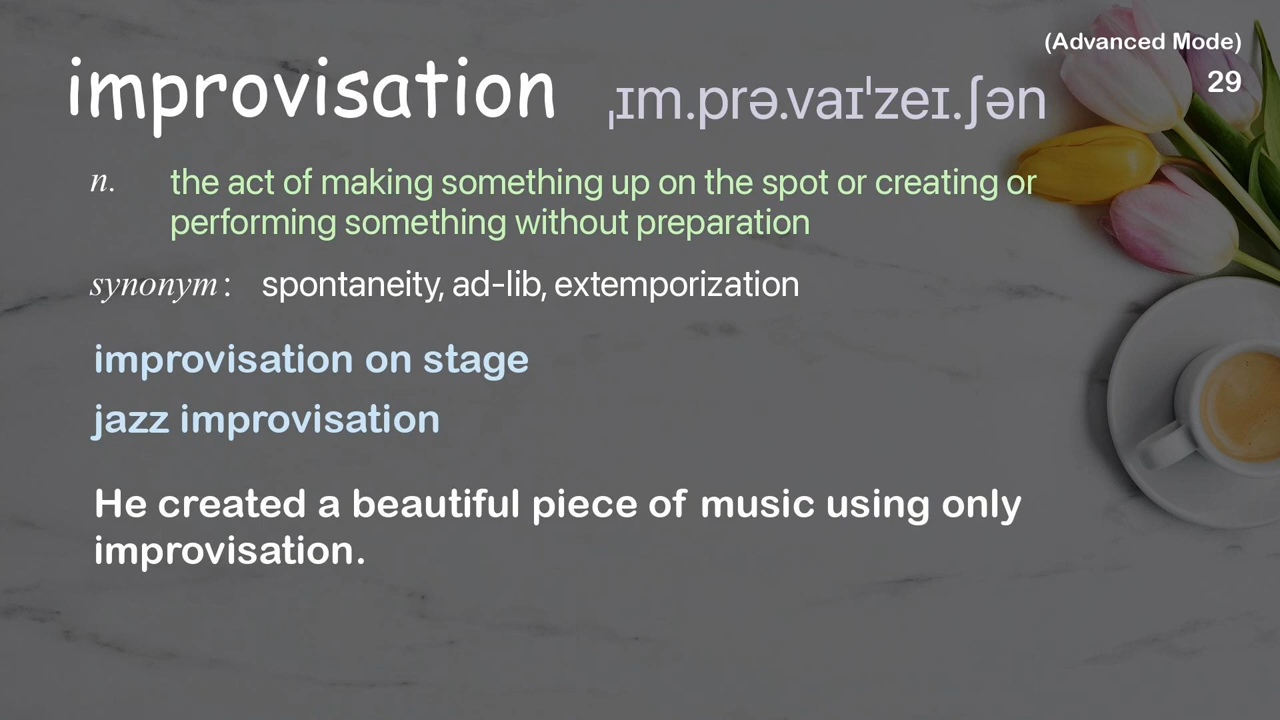 (Advanced Mode)
29
improvisation ˌɪm.prə.vaɪˈzeɪ.ʃən
n. the act of making something up on the spot or creating or
performing something without preparation
synonym: spontaneity, ad-lib, extemporization
improvisation on stage
jazz improvisation
He created a beautiful piece of music using only
improvisation.